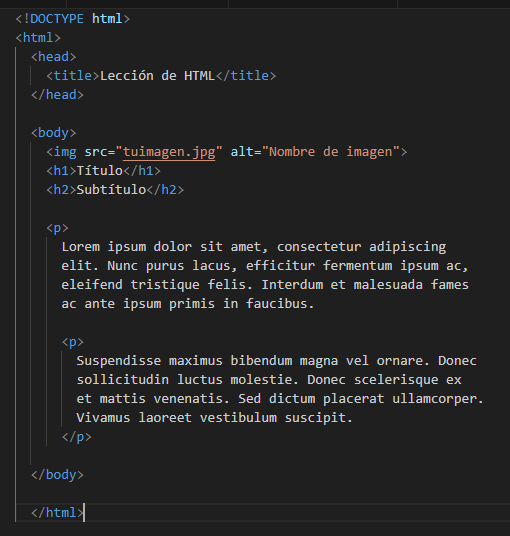 <!DOCTYPE html>
<html>
<head>
<title>Lección de HTML</title>
</head>
<body>
<img src="tuimagen.jpg" alt="Nombre de imagen">
<h1>Título</h1>
<h2>Subtítulo</h2>
<p>
Lorem ipsum dolor sit amet, consectetur adipiscing
elit. Nunc purus lacus, efficitur fermentum ipsum ac,
eleifend tristique felis. Interdum et malesuada fames
ac ante ipsum primis in faucibus.
<p>
Suspendisse maximus bibendum magna vel ornare. Donec
sollicitudin luctus molestie. Donec scelerisque ex
et mattis venenatis. Sed dictum placerat ullamcorper.
Vivamus laoreet vestibulum suscipit.
</p>
</body>
</html>